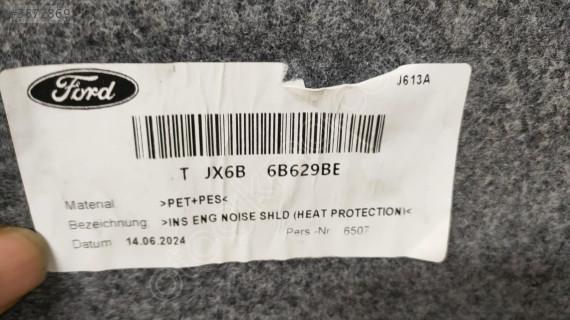 Ford
J613A
T JX6B 6B629BE
Material >PET+PES<
Bezeichnung >INS ENG NOISE SHLD (HEAT PROTECTION)<
Datum 14.06.2024 Pers.-Nr. 6507